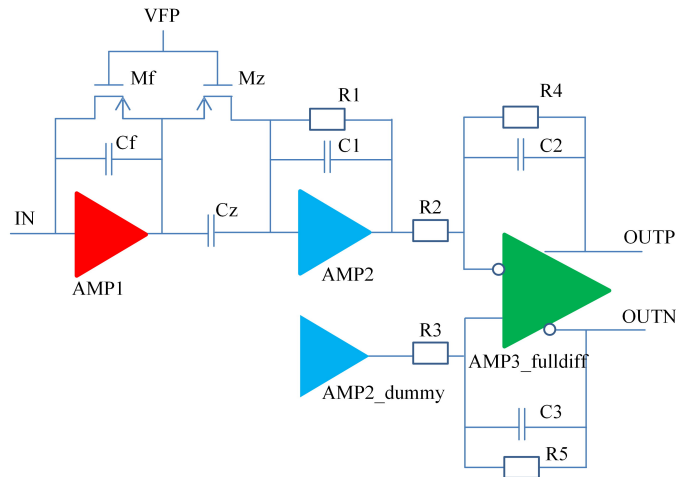 VFP
Mf
Mz
R1
R4
Cf
C1
C2
IN
Cz
R2
OUTP
AMP1
AMP2
R3
OUTN
AMP3_fulldiff
AMP2_dummy
C3
R5